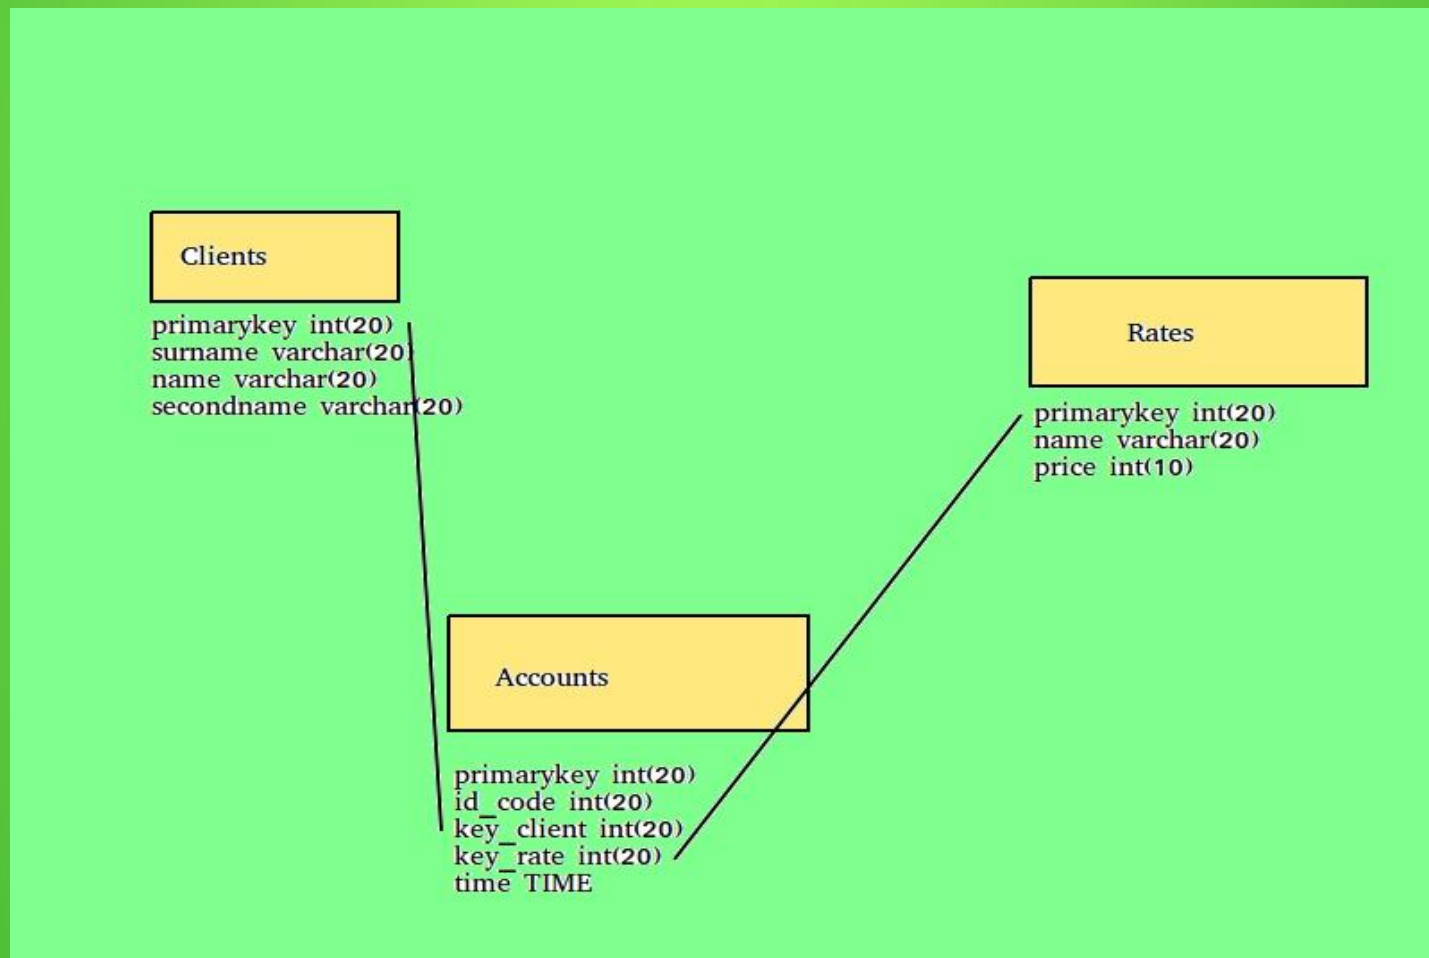 Clients
primarykey int(20)
surname varchar(20)
name varchar(20)
secondname varchar(20)
Rates
primarykey int(20)
name varchar(20)
price int(10)
Accounts
primarykey int(20)
id_code int(20)
key_client int(20)
key_rate int(20)
time TIME